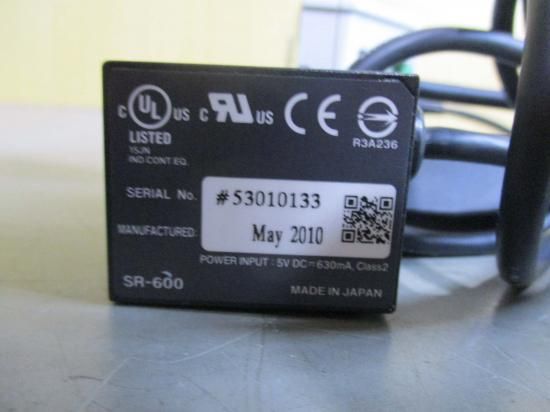 C UL US C RU US CE
LISTED
15JN
IND CONT EQ.
R3A236
SERIAL No. #53010133
MANUFACTURED: May 2010
POWER INPUT : 5V DC⎓630mA, Class2
SR-600
MADE IN JAPAN